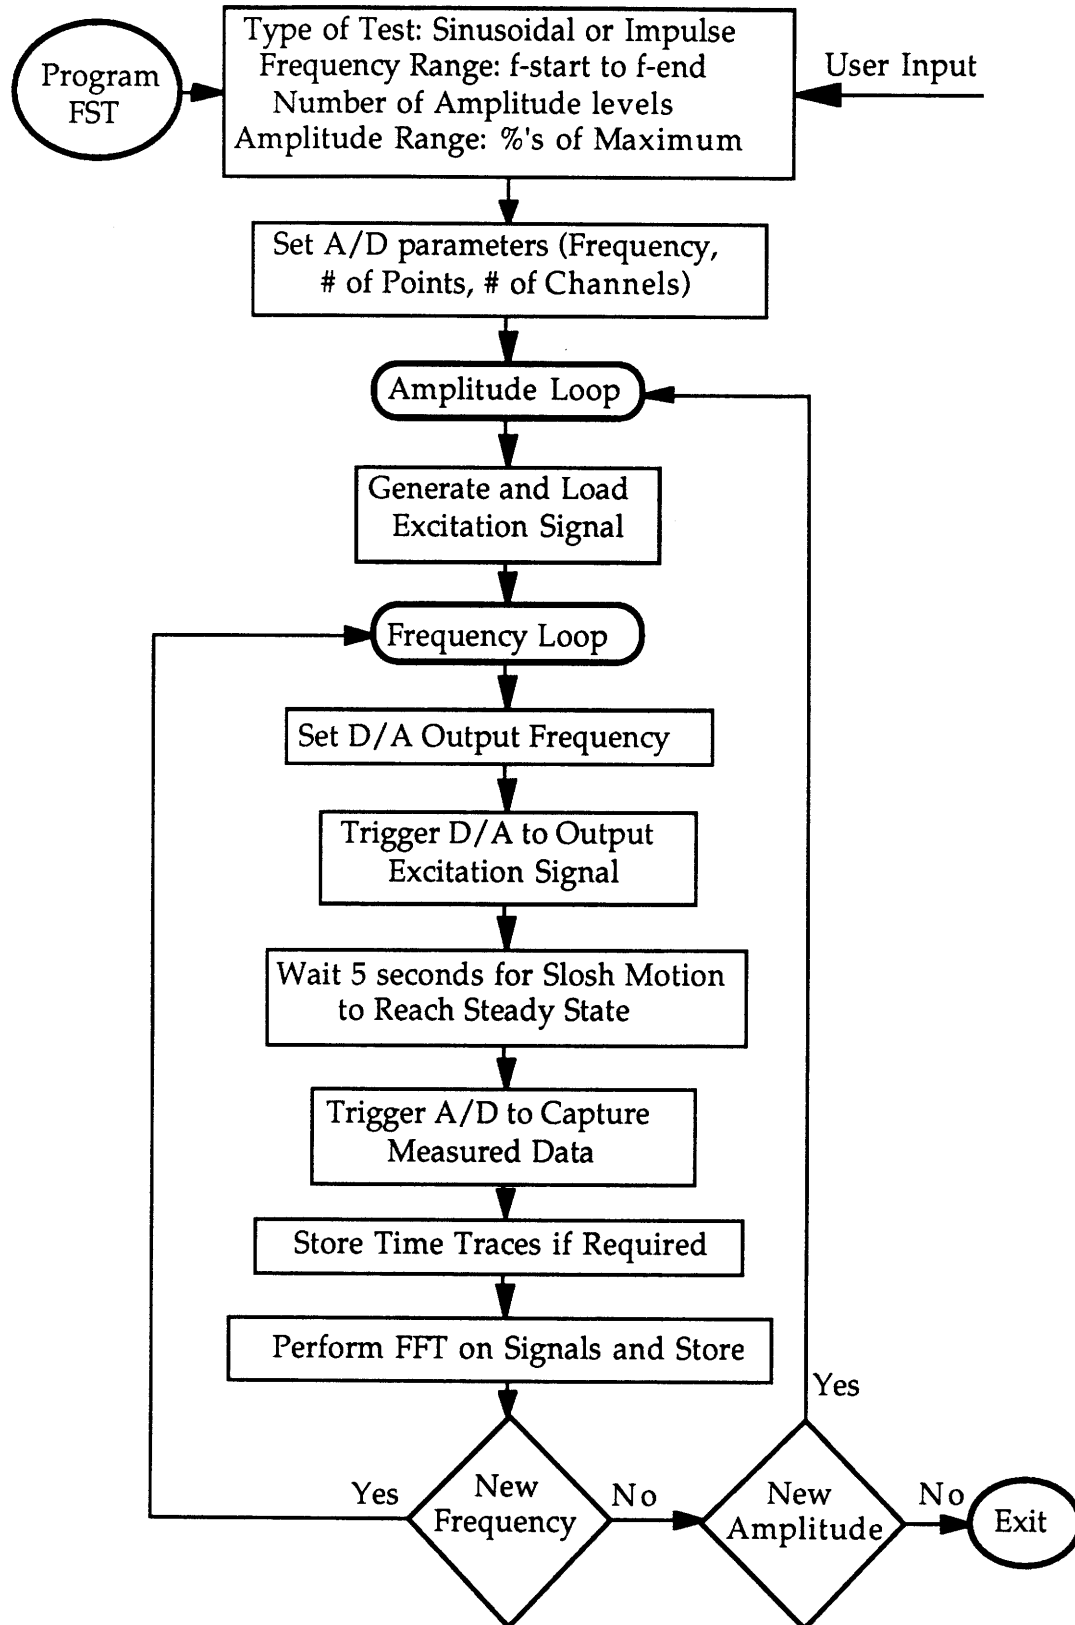 Program
FST
Type of Test: Sinusoidal or Impulse
Frequency Range: f-start to f-end
Number of Amplitude levels
Amplitude Range: %'s of Maximum
User Input
Set A/D parameters (Frequency,
# of Points, # of Channels)
Amplitude Loop
Generate and Load
Excitation Signal
Frequency Loop
Set D/A Output Frequency
Trigger D/A to Output
Excitation Signal
Wait 5 seconds for Slosh Motion
to Reach Steady State
Trigger A/D to Capture
Measured Data
Store Time Traces if Required
Perform FFT on Signals and Store
Yes
New
Frequency
No
Yes
New
Amplitude
No
Exit